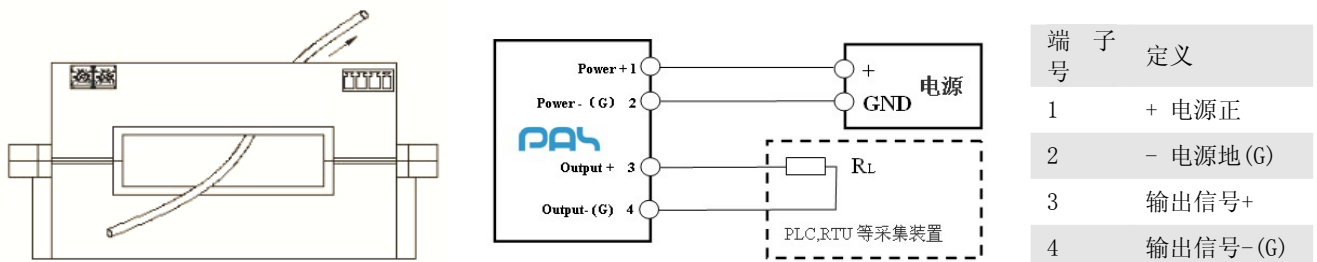 Power + 1
Power - (G) 2
PAS
Output + 3
Output- (G) 4
+
GND
电源
RL
PLC,RTU 等采集装置
端 子 号 定义
1 + 电源正
2 - 电源地(G)
3 输出信号+
4 输出信号-(G)